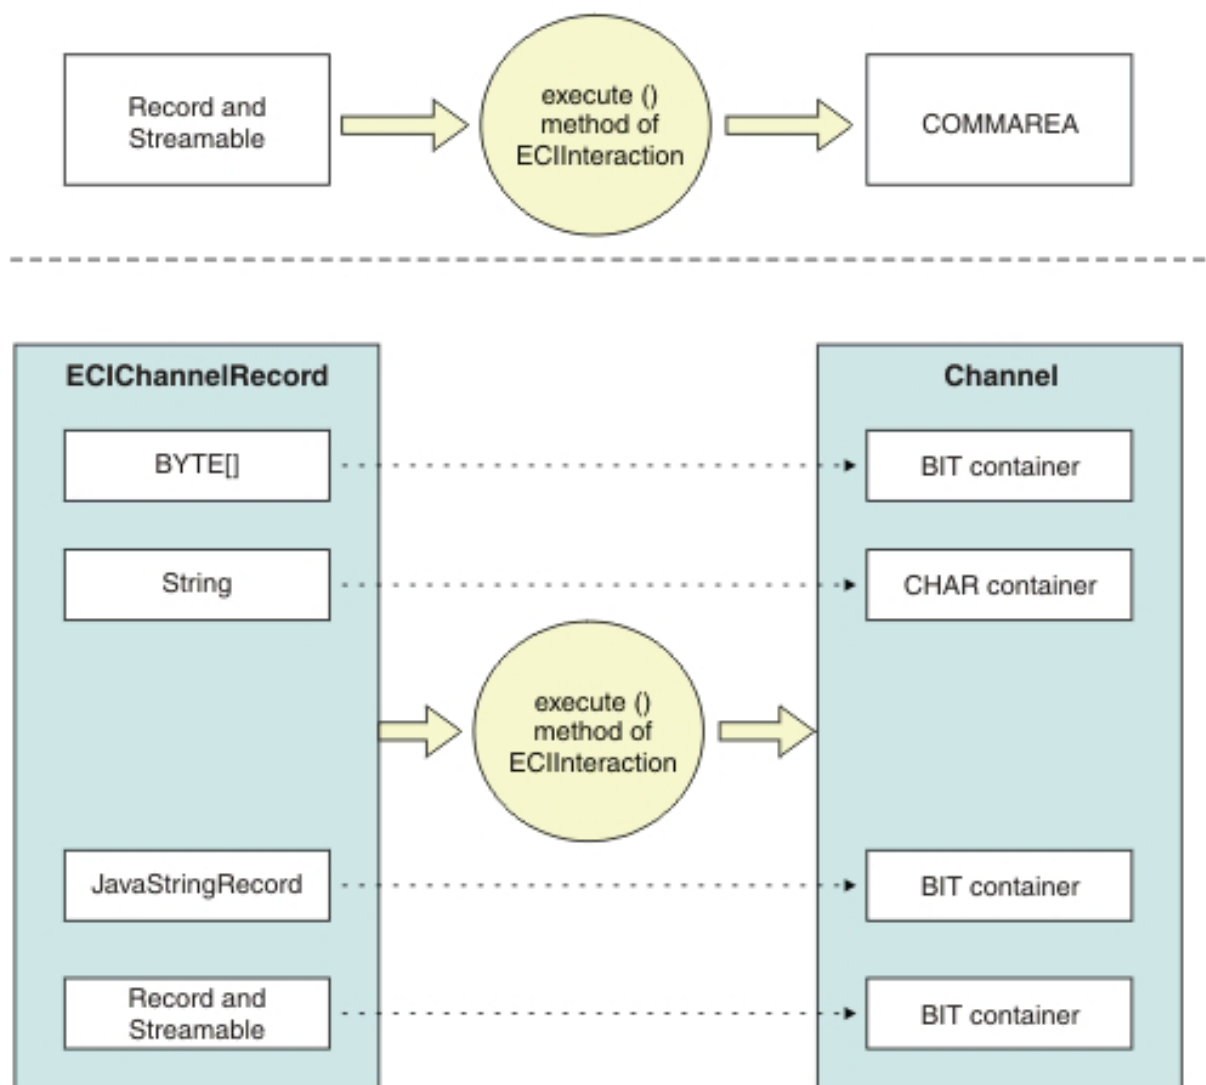 Record and
Streamable
execute ()
method of
ECIInteraction
COMMAREA
ECIChannelRecord
Channel
BYTE[]
BIT container
String
CHAR container
execute ()
method of
ECIInteraction
JavaStringRecord
BIT container
Record and
Streamable
BIT container